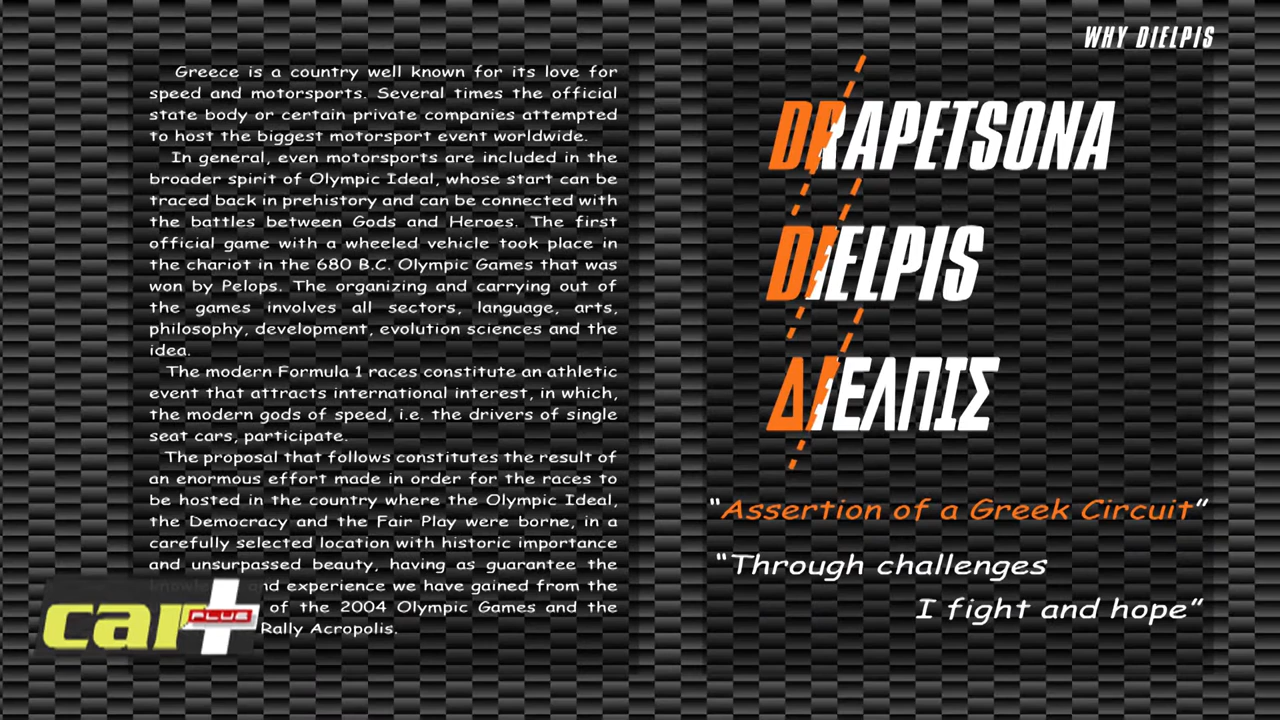 WHY DIELPIS
Greece is a country well known for its love for
speed and motorsports. Several times the official
state body or certain private companies attempted
to host the biggest motorsport event worldwide.
In general, even motorsports are included in the
broader spirit of Olympic Ideal, whose start can be
traced back in prehistory and can be connected with
the battles between Gods and Heroes. The first
official game with a wheeled vehicle took place in
the chariot in the 680 B.C. Olympic Games that was
won by Pelops. The organizing and carrying out of
the games involves all sectors, language, arts,
philosophy, development, evolution sciences and the
idea.
The modern Formula 1 races constitute an athletic
event that attracts international interest, in which,
the modern gods of speed, i.e. the drivers of single
seat cars, participate.
The proposal that follows constitutes the result of
an enormous effort made in order for the races to
be hosted in the country where the Olympic Ideal,
the Democracy and the Fair Play were borne, in a
carefully selected location with historic importance
and unsurpassed beauty, having as guarantee the
and experience we have gained from the
of the 2004 Olympic Games and the
Rally Acropolis.
car PLUS
DRAPETSONA
DIELPIS
ΔΙΕΛΠΙΣ
"Assertion of a Greek Circuit"
"Through challenges
I fight and hope"